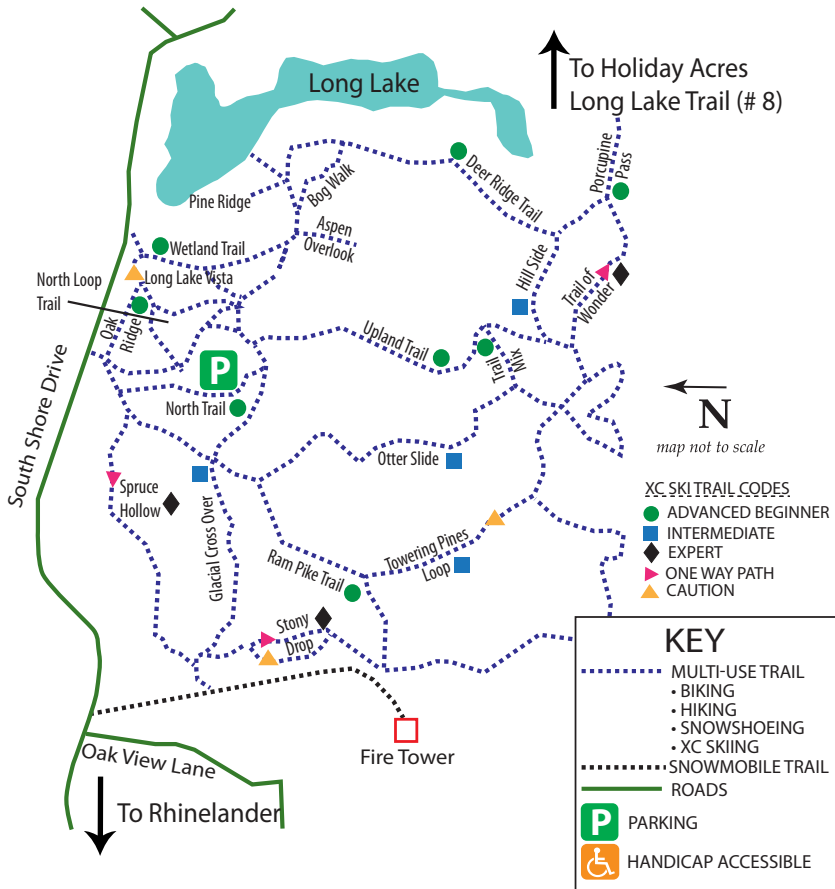 Long Lake
To Holiday Acres
Long Lake Trail (# 8)
Porcupine
Pass
Deer Ridge Trail
Bog Walk
Pine Ridge
Aspen
Overlook
Wetland Trail
Long Lake Vista
North Loop
Trail
Oak
Ridge
Hill Side
Trail of
Wonder
Upland Trail
Mix
Trail
P
North Trail
South Shore Drive
N
map not to scale
Otter Slide
Spruce
Hollow
Glacial Cross Over
Towering Pines
Loop
Ram Pike Trail
Stony
Drop
XC SKI TRAIL CODES
ADVANCED BEGINNER
INTERMEDIATE
EXPERT
ONE WAY PATH
CAUTION
Fire Tower
Oak View Lane
To Rhinelander
KEY
MULTI-USE TRAIL
• BIKING
• HIKING
• SNOWSHOEING
• XC SKIING
SNOWMOBILE TRAIL
ROADS
P PARKING
HANDICAP ACCESSIBLE